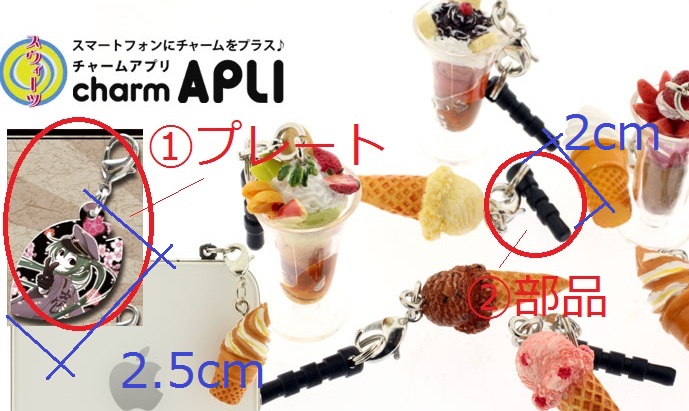 スウィーツ
スマートフォンにチャームをプラス♪
チャームアプリ
charm APLI
①プレート
2cm
②部品
2.5cm